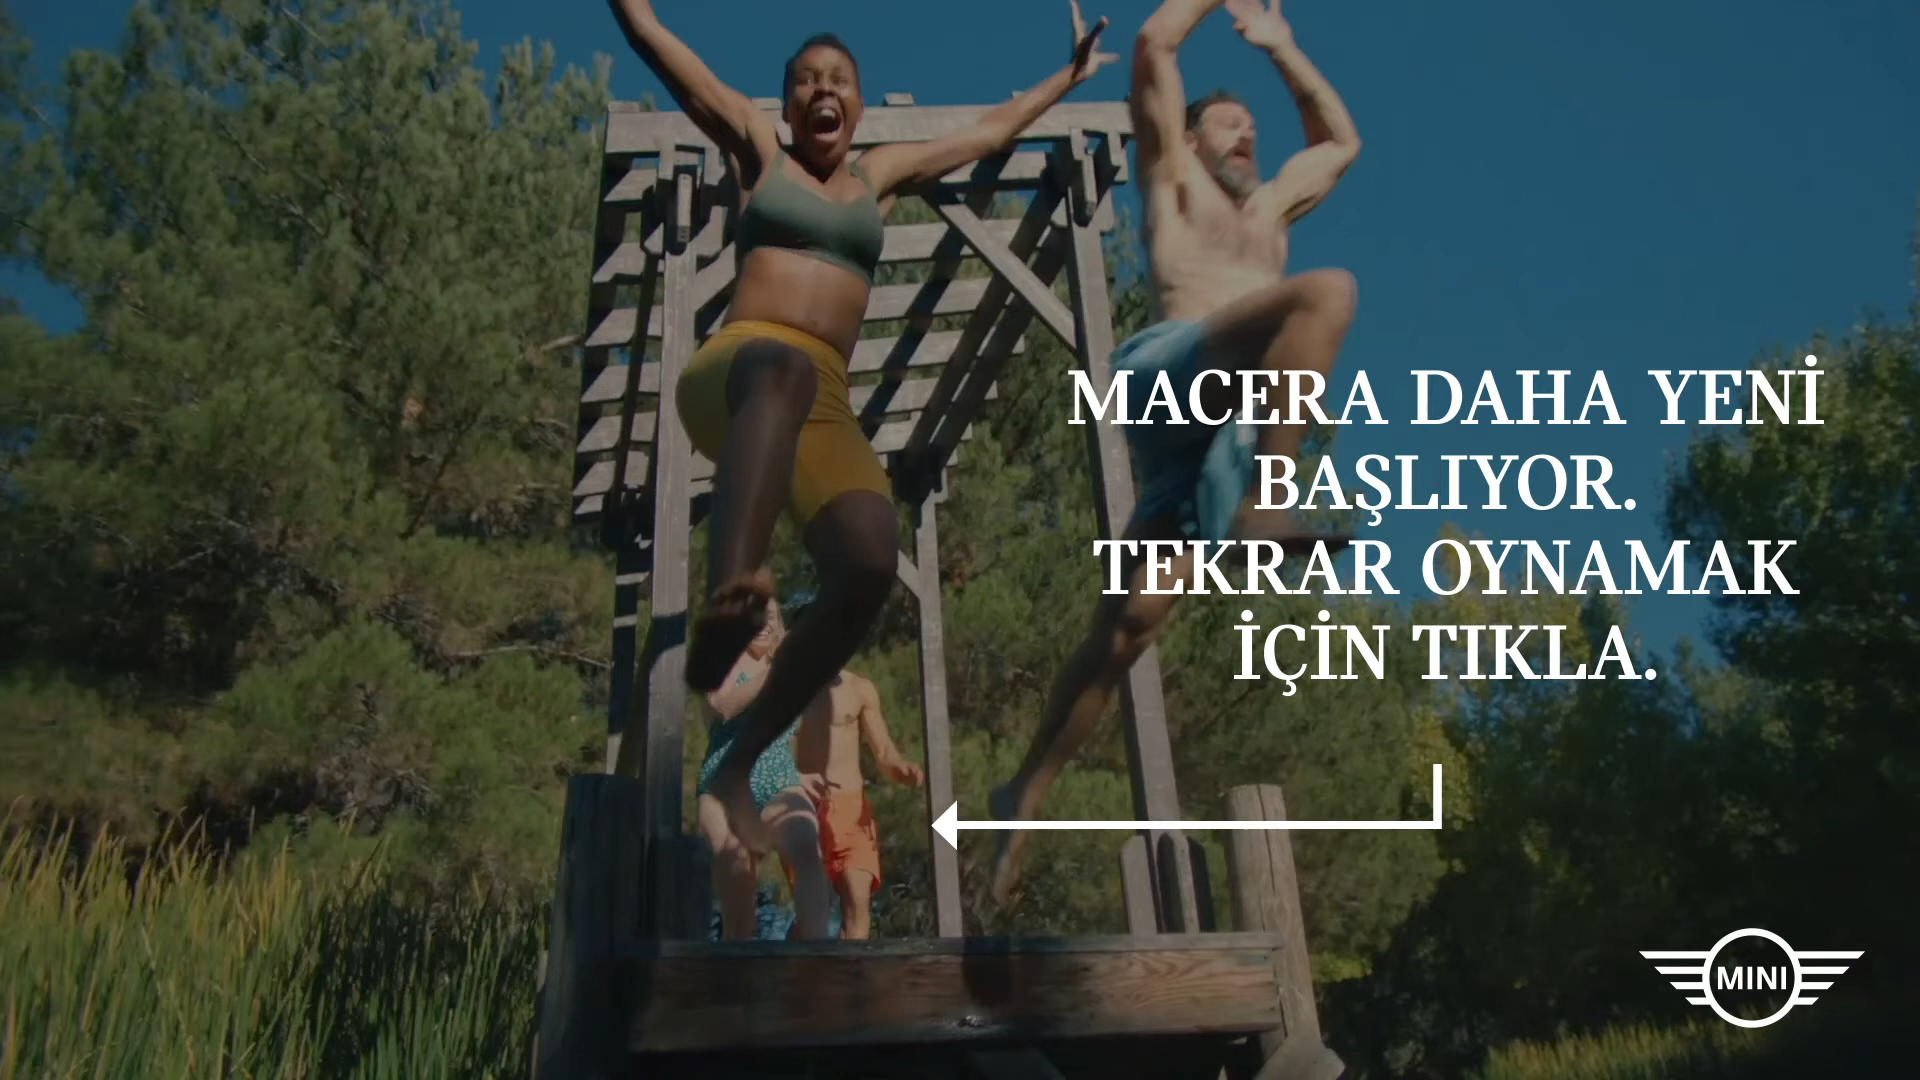 MACERA DAHA YENİ
BAŞLIYOR.
TEKRAR OYNAMAK
İÇİN TIKLA.
MINI